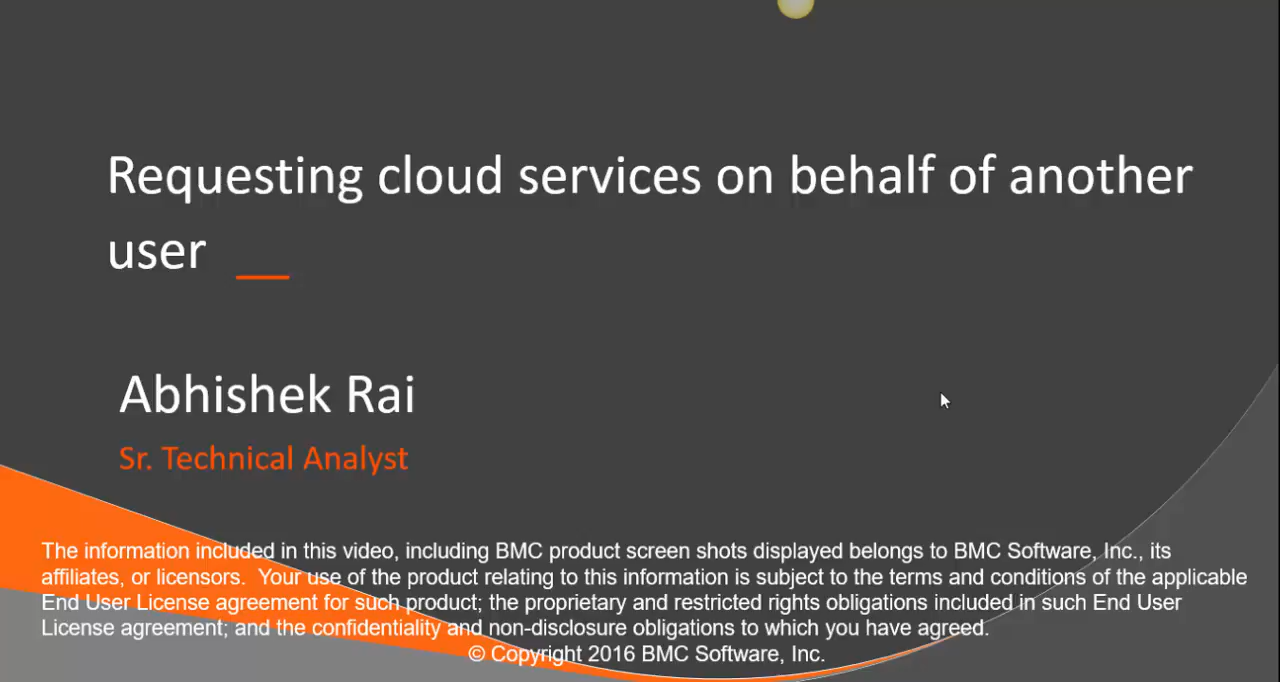 Requesting cloud services on behalf of another
user
Abhishek Rai
Sr. Technical Analyst
The information included in this video, including BMC product screen shots displayed belongs to BMC Software, Inc., its
affiliates, or licensors.  Your use of the product relating to this information is subject to the terms and conditions of the applicable
End User License agreement for such product; the proprietary and restricted rights obligations included in such End User
License agreement; and the confidentiality and non-disclosure obligations to which you have agreed.
© Copyright 2016 BMC Software, Inc.